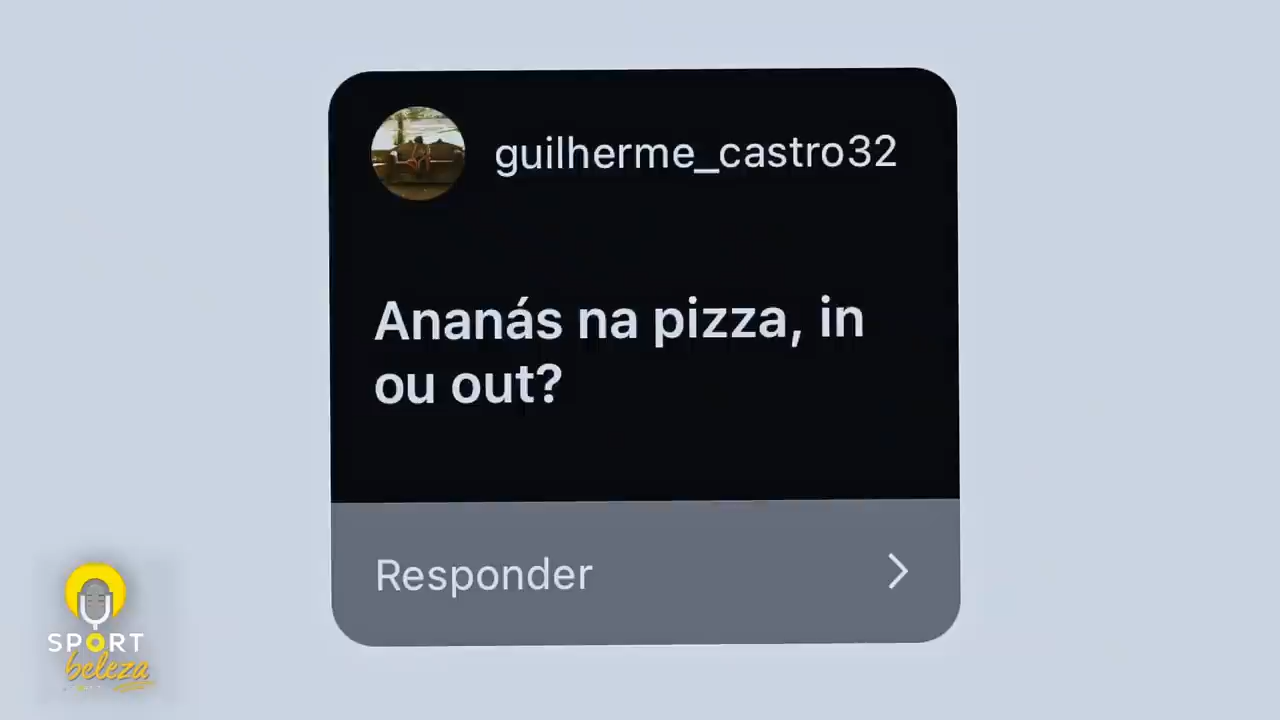 guilherme_castro32
Ananás na pizza, in
ou out?
Responder
SPORT
beleza